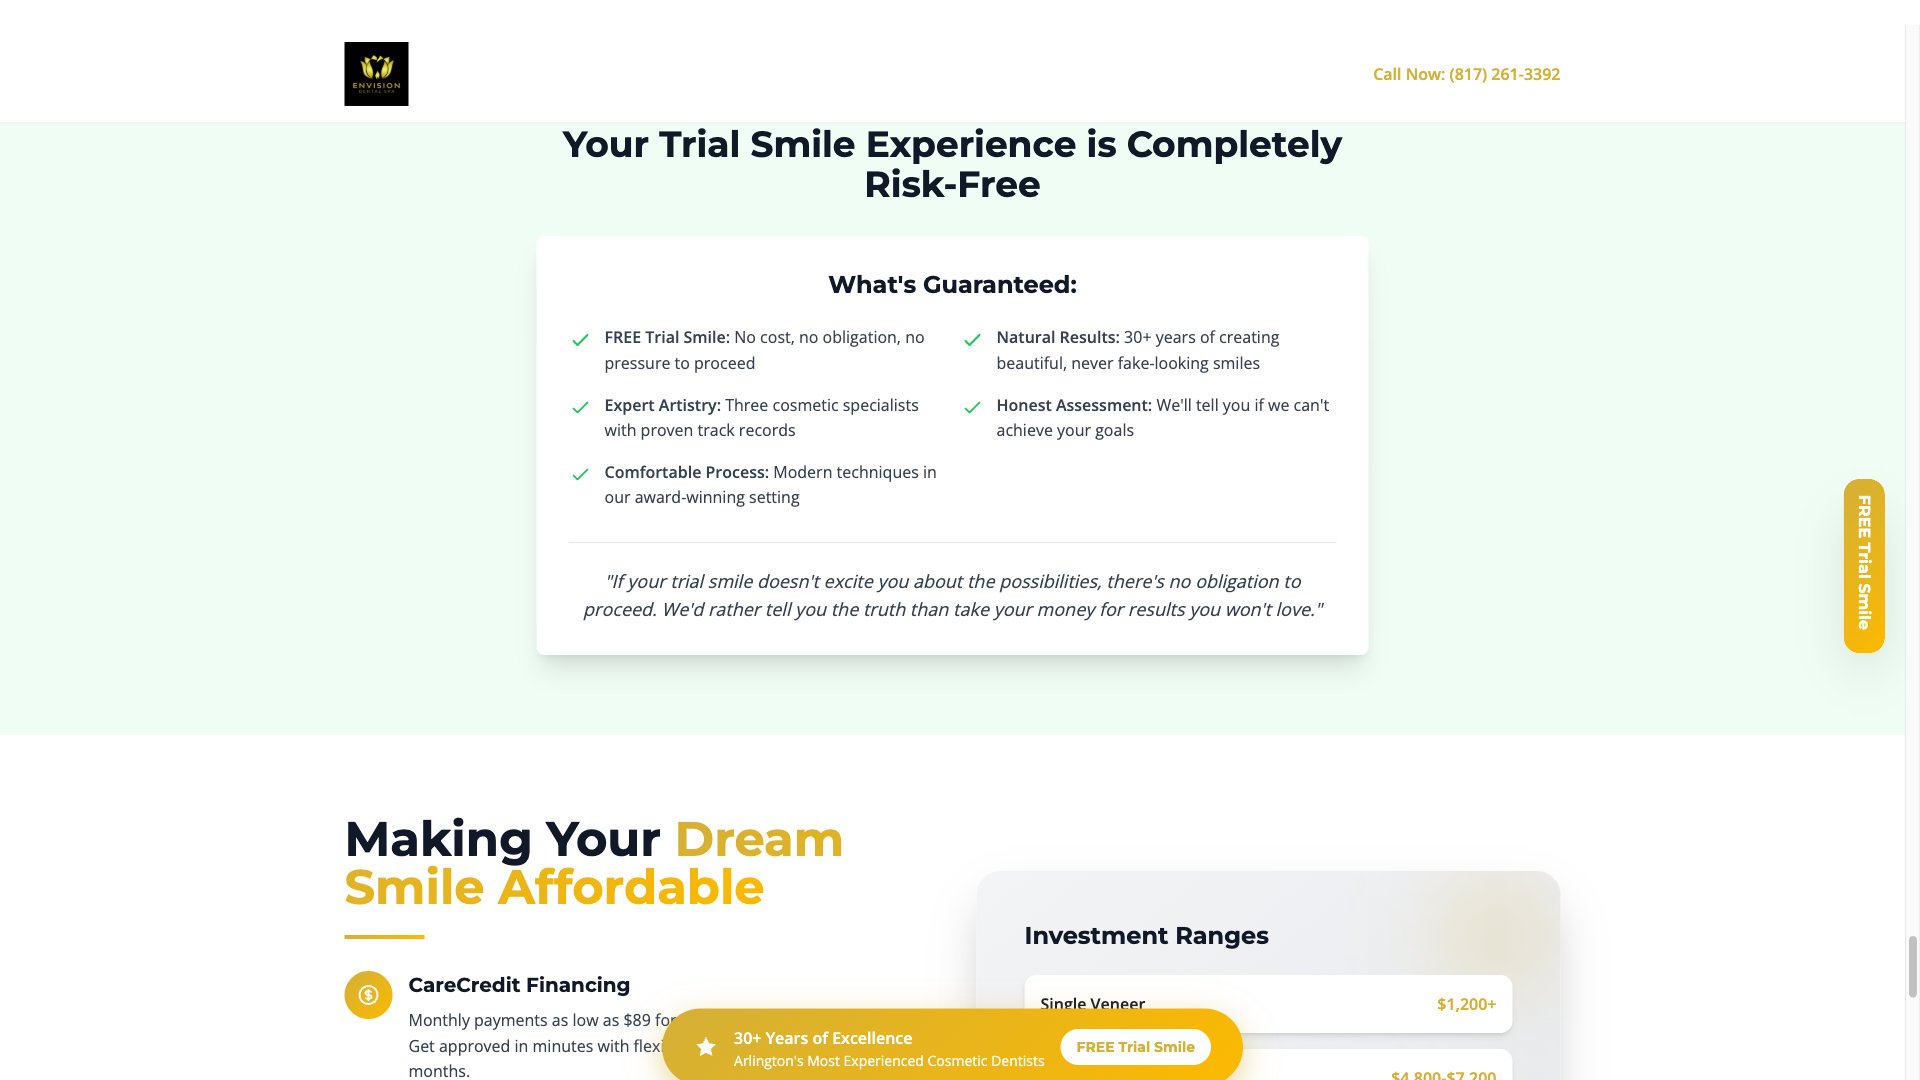 ENVISION
DENTAL SPA
Call Now: (817) 261-3392
Your Trial Smile Experience is Completely
Risk-Free
What's Guaranteed:
FREE Trial Smile: No cost, no obligation, no
pressure to proceed
Natural Results: 30+ years of creating
beautiful, never fake-looking smiles
Expert Artistry: Three cosmetic specialists
with proven track records
Honest Assessment: We'll tell you if we can't
achieve your goals
Comfortable Process: Modern techniques in
our award-winning setting
"If your trial smile doesn't excite you about the possibilities, there's no obligation to
proceed. We'd rather tell you the truth than take your money for results you won't love."
FREE Trial Smile
Making Your Dream
Smile Affordable
CareCredit Financing
Monthly payments as low as $89 for
Get approved in minutes with
months.
Investment Ranges
Single Veneer
$1,200+
$4,800-$7,200
30+ Years of Excellence
Arlington's Most Experienced Cosmetic Dentists
FREE Trial Smile